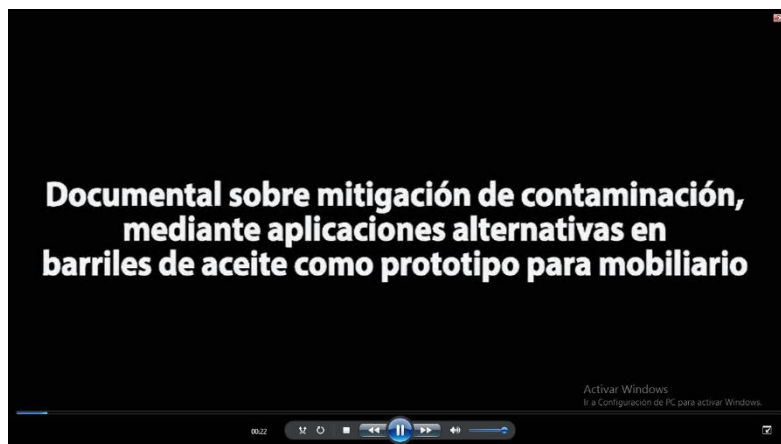 Documental sobre mitigación de contaminación,
mediante aplicaciones alternativas en
barriles de aceite como prototipo para mobiliario
Activar Windows
Ir a Configuración de PC para activar Windows.
00:22